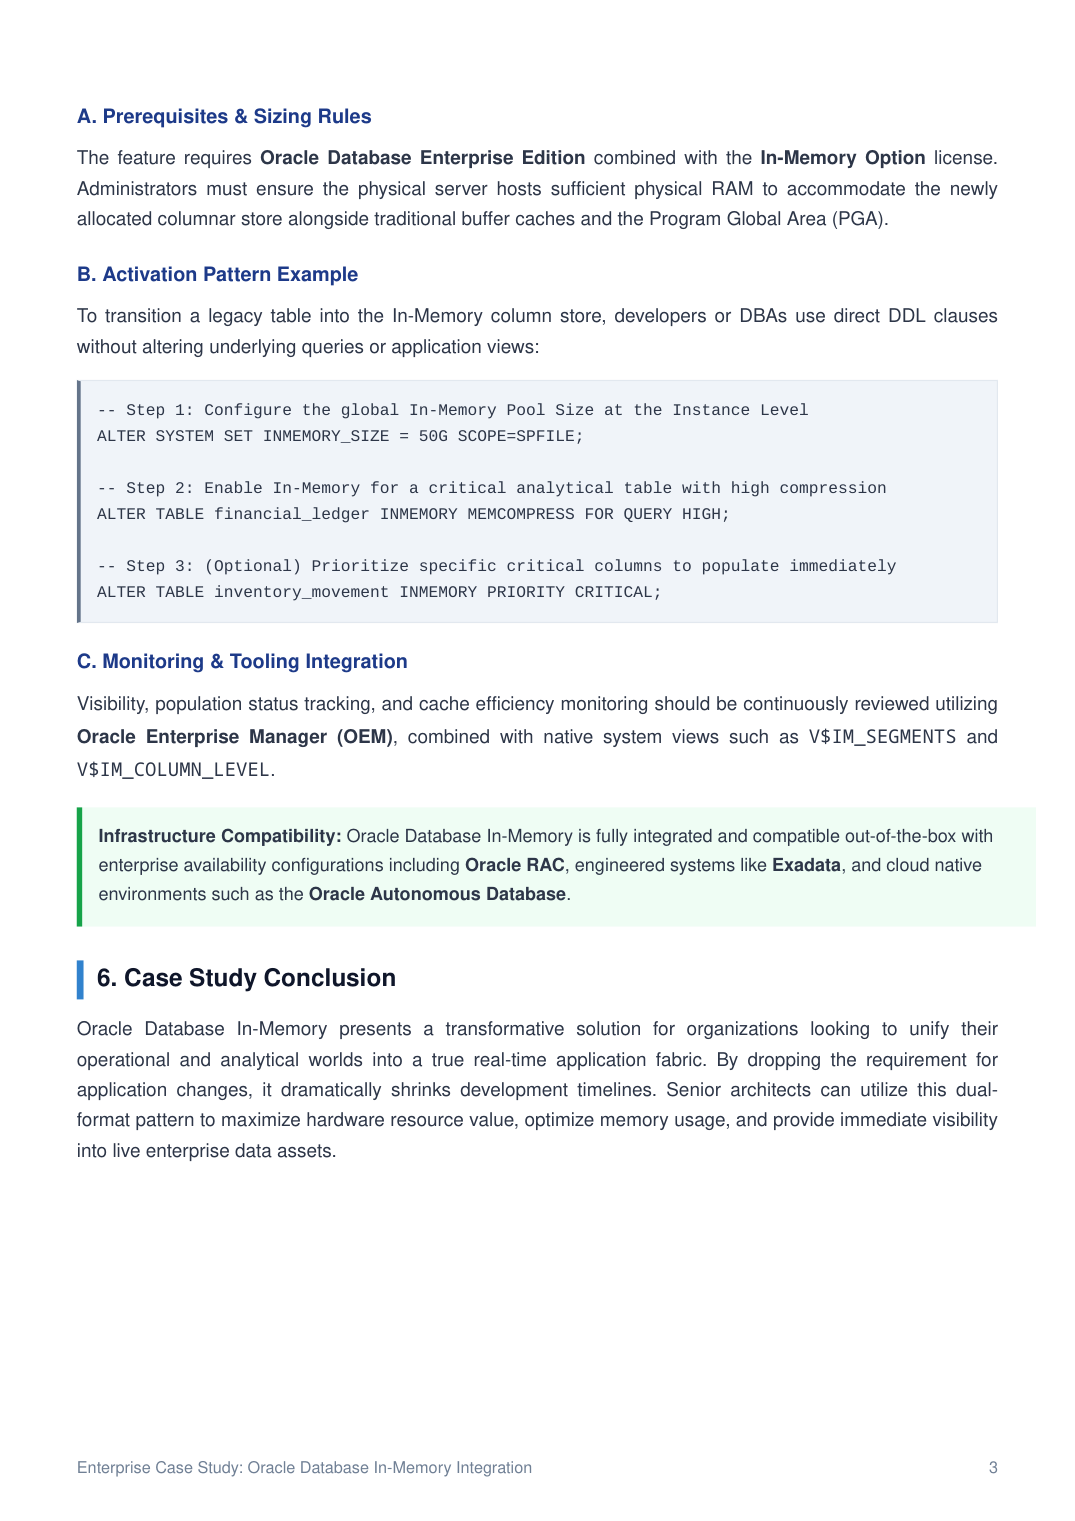 A. Prerequisites & Sizing Rules
The feature requires Oracle Database Enterprise Edition combined with the In-Memory Option license.
Administrators must ensure the physical server hosts sufficient physical RAM to accommodate the newly
allocated columnar store alongside traditional buffer caches and the Program Global Area (PGA).
B. Activation Pattern Example
To transition a legacy table into the In-Memory column store, developers or DBAs use direct DDL clauses
without altering underlying queries or application views:
-- Step 1: Configure the global In-Memory Pool Size at the Instance Level
ALTER SYSTEM SET INMEMORY_SIZE = 50G SCOPE=SPFILE;
-- Step 2: Enable In-Memory for a critical analytical table with high compression
ALTER TABLE financial_ledger INMEMORY MEMCOMPRESS FOR QUERY HIGH;
-- Step 3: (Optional) Prioritize specific critical columns to populate immediately
ALTER TABLE inventory_movement INMEMORY PRIORITY CRITICAL;
C. Monitoring & Tooling Integration
Visibility, population status tracking, and cache efficiency monitoring should be continuously reviewed utilizing
Oracle Enterprise Manager (OEM), combined with native system views such as V$IM_SEGMENTS and
V$IM_COLUMN_LEVEL.
Infrastructure Compatibility: Oracle Database In-Memory is fully integrated and compatible out-of-the-box with
enterprise availability configurations including Oracle RAC, engineered systems like Exadata, and cloud native
environments such as the Oracle Autonomous Database.
6. Case Study Conclusion
Oracle Database In-Memory presents a transformative solution for organizations looking to unify their
operational and analytical worlds into a true real-time application fabric. By dropping the requirement for
application changes, it dramatically shrinks development timelines. Senior architects can utilize this dual-
format pattern to maximize hardware resource value, optimize memory usage, and provide immediate visibility
into live enterprise data assets.
Enterprise Case Study: Oracle Database In-Memory Integration
3